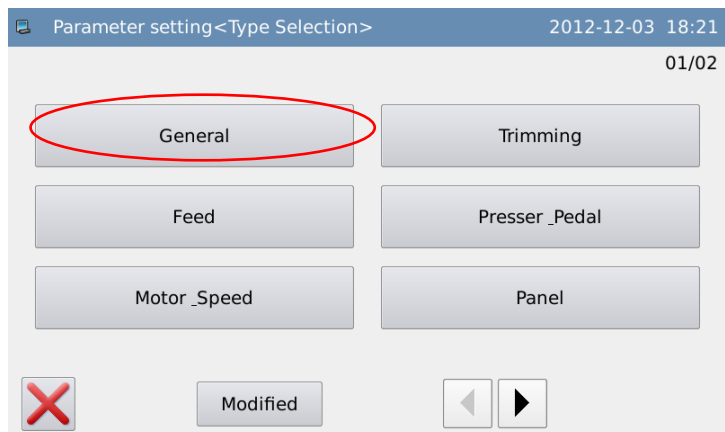 Parameter setting<Type Selection> 2012-12-03 18:21
01/02
General Trimming
Feed Presser _Pedal
Motor _Speed Panel
Modified